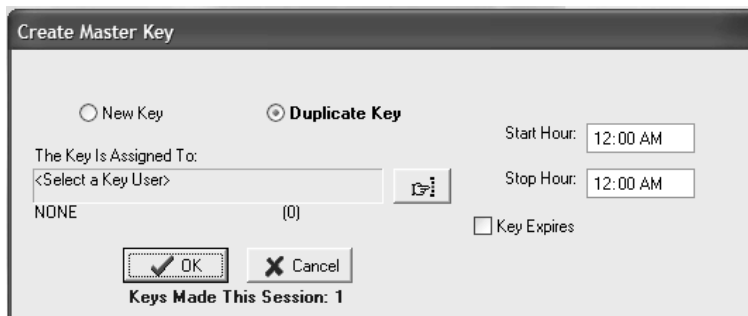 Create Master Key
New Key
Duplicate Key
Start Hour: 12:00 AM
The Key Is Assigned To:
<Select a Key User>
Stop Hour: 12:00 AM
NONE (0)
Key Expires
OK Cancel
Keys Made This Session: 1